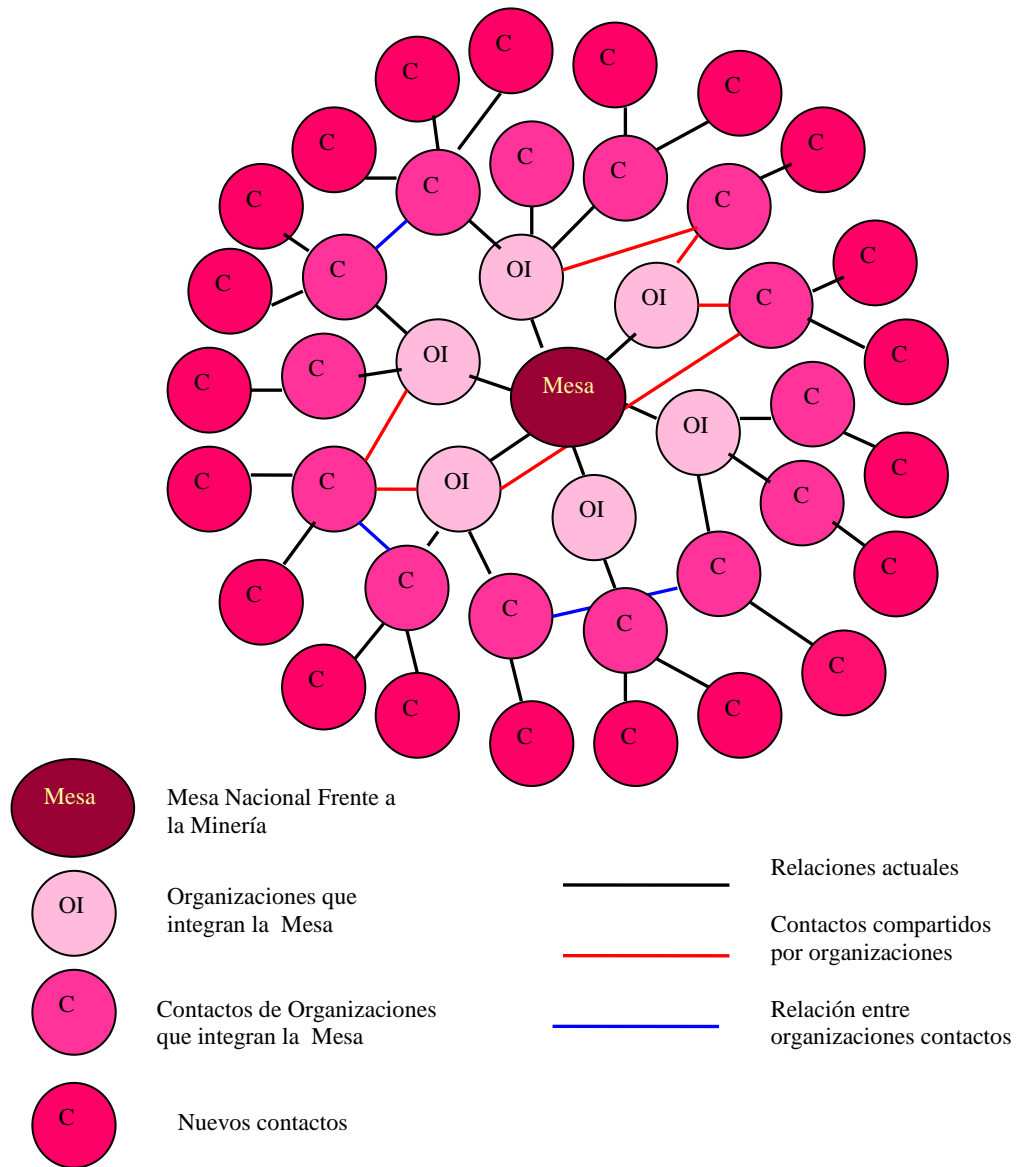 C
C
C
C
C
C
C
C
C
C
C
C
C
OI
C
C
OI
C
OI
C
C
C
Mesa
C
OI
C
C
C
OI
C
OI
C
C
C
C
C
C
C
C
C
C
C
C
Mesa
Mesa Nacional Frente a
la Minería
OI
Organizaciones que
integran la Mesa
C
Contactos de Organizaciones
que integran la Mesa
C
Nuevos contactos
Relaciones actuales
Contactos compartidos
por organizaciones
Relación entre
organizaciones contactos